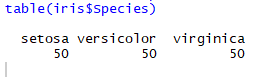 table(iris$Species)
setosa versicolor virginica
50 50 50